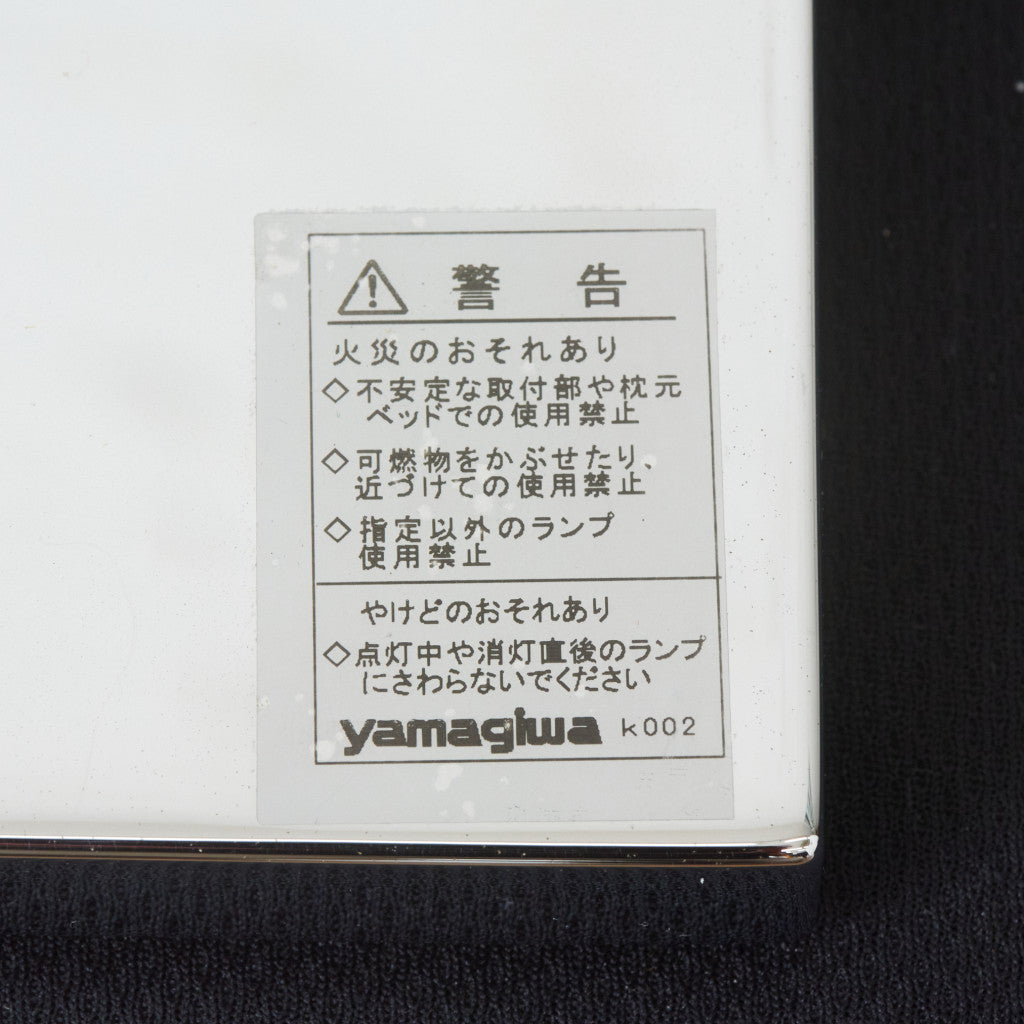 警告
火災のおそれあり
◇不安定な取付部や枕元
ベッドでの使用禁止
◇可燃物をかぶせたり、
近づけての使用禁止
◇指定以外のランプ
使用禁止
やけどのおそれあり
◇点灯中や消灯直後のランプ
にさわらないでください
yamagiwa k002